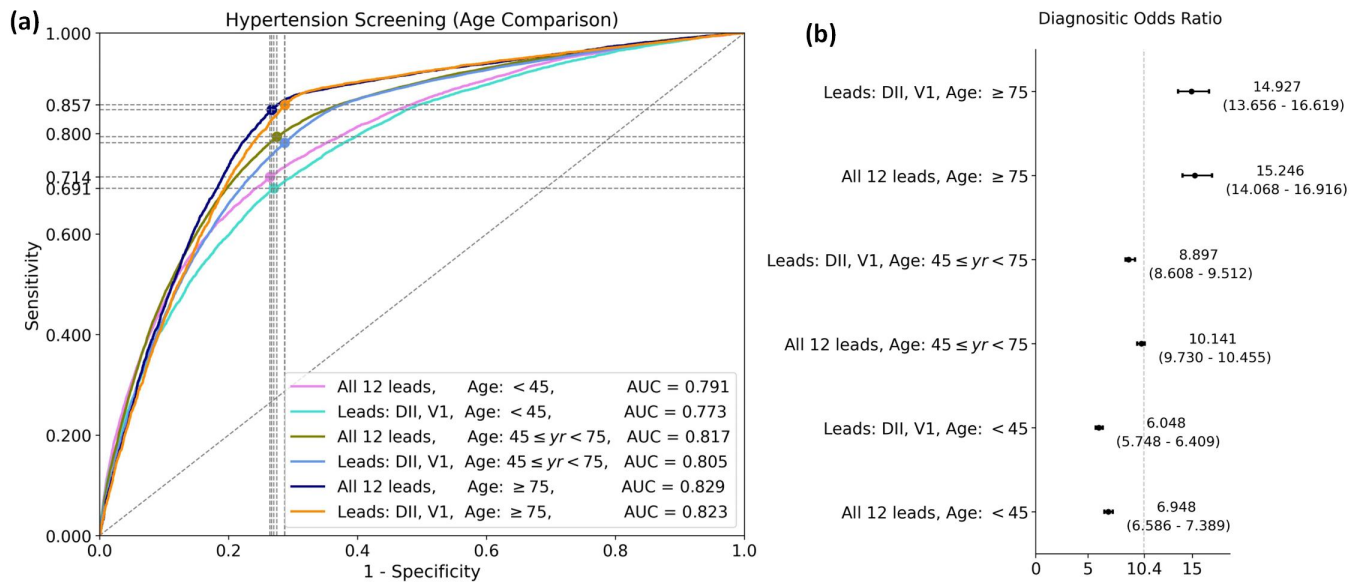 (a)
Hypertension Screening (Age Comparison)
1.000
0.857
0.800
0.714
0.691
0.600
0.400
0.200
0.000
Sensitivity
All 12 leads, Age: < 45, AUC = 0.791
Leads: DII, V1, Age: < 45, AUC = 0.773
All 12 leads, Age: 45 ≤ yr < 75, AUC = 0.817
Leads: DII, V1, Age: 45 ≤ yr < 75, AUC = 0.805
All 12 leads, Age: ≥ 75, AUC = 0.829
Leads: DII, V1, Age: ≥ 75, AUC = 0.823
0.0 0.2 0.4 0.6 0.8 1.0
1 - Specificity
(b)
Diagnositic Odds Ratio
Leads: DII, V1, Age: ≥ 75
14.927
(13.656 - 16.619)
All 12 leads, Age: ≥ 75
15.246
(14.068 - 16.916)
Leads: DII, V1, Age: 45 ≤ yr < 75
8.897
(8.608 - 9.512)
All 12 leads, Age: 45 ≤ yr < 75
10.141
(9.730 - 10.455)
Leads: DII, V1, Age: < 45
6.048
(5.748 - 6.409)
All 12 leads, Age: < 45
6.948
(6.586 - 7.389)
0 5 10.4 15